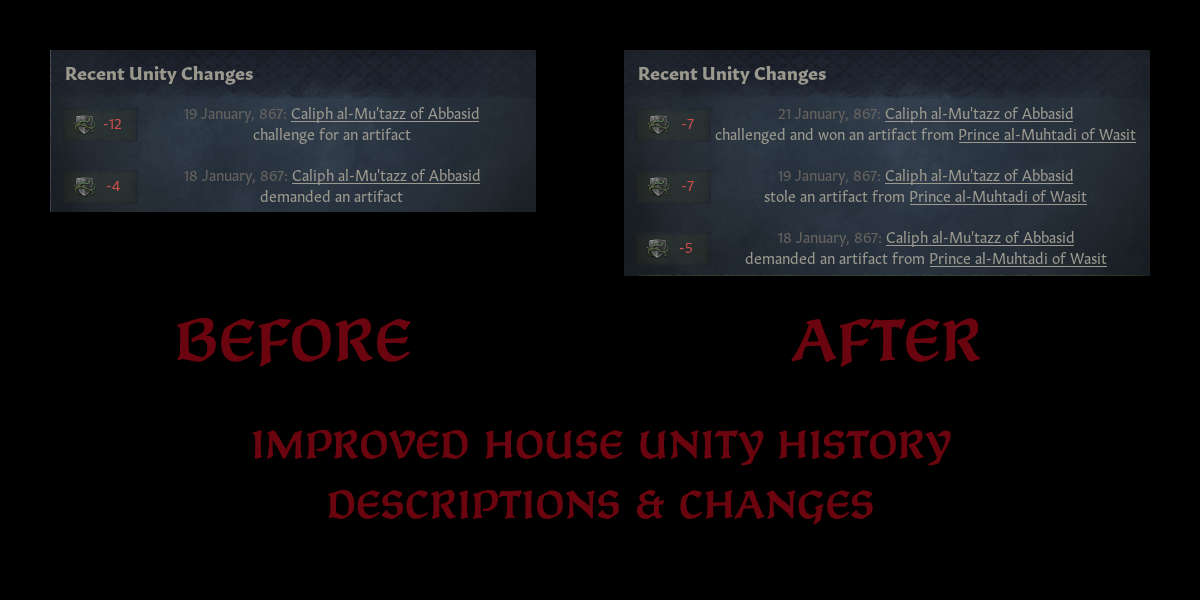 Recent Unity Changes
-12
19 January, 867: Caliph al-Mu'tazz of Abbasid
challenge for an artifact
-4
18 January, 867: Caliph al-Mu'tazz of Abbasid
demanded an artifact
Recent Unity Changes
-7
21 January, 867: Caliph al-Mu'tazz of Abbasid
challenged and won an artifact from Prince al-Muhtadi of Wasit
-7
19 January, 867: Caliph al-Mu'tazz of Abbasid
stole an artifact from Prince al-Muhtadi of Wasit
-5
18 January, 867: Caliph al-Mu'tazz of Abbasid
demanded an artifact from Prince al-Muhtadi of Wasit
BEFORE
AFTER
IMPROVED HOUSE UNITY HISTORY
DESCRIPTIONS & CHANGES